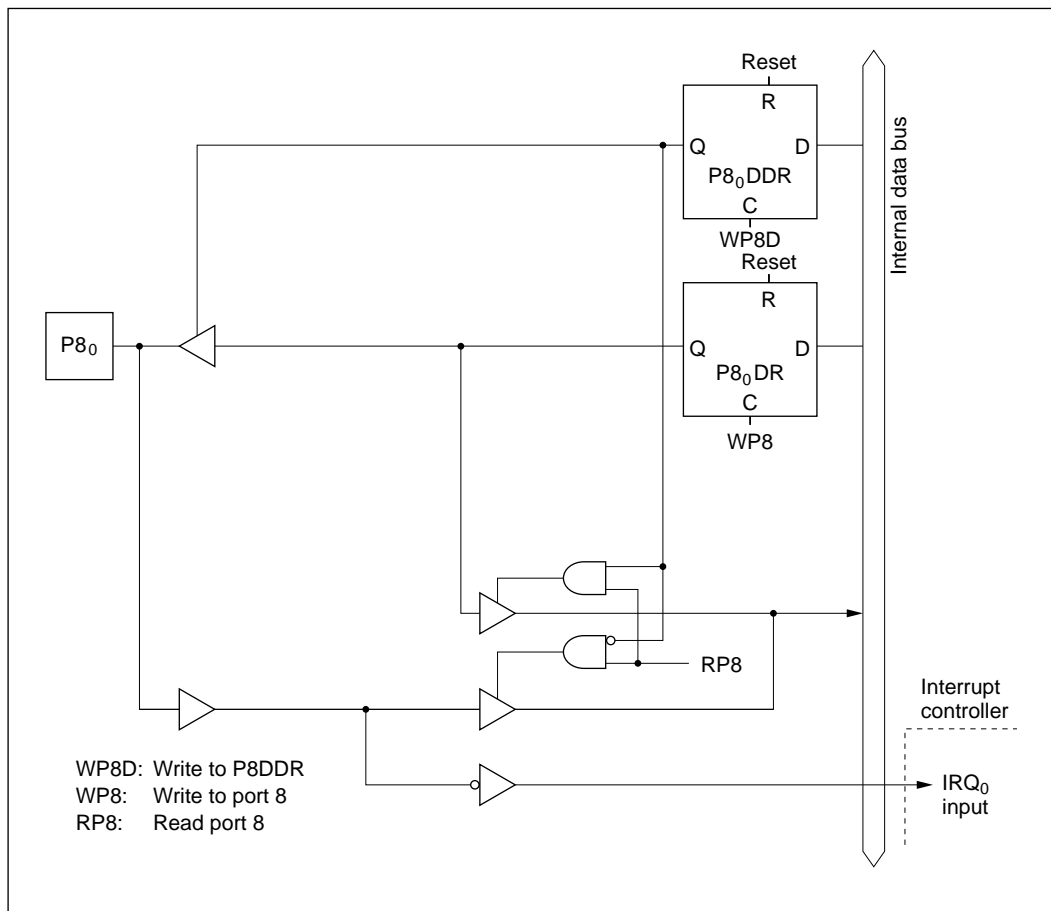 Reset
R
Q
D
P8₀DDR
C
WP8D
Reset
R
Q
D
P8₀DR
C
WP8
Internal data bus
P8₀
RP8
Interrupt
controller
IRQ₀
input
WP8D: Write to P8DDR
WP8: Write to port 8
RP8: Read port 8